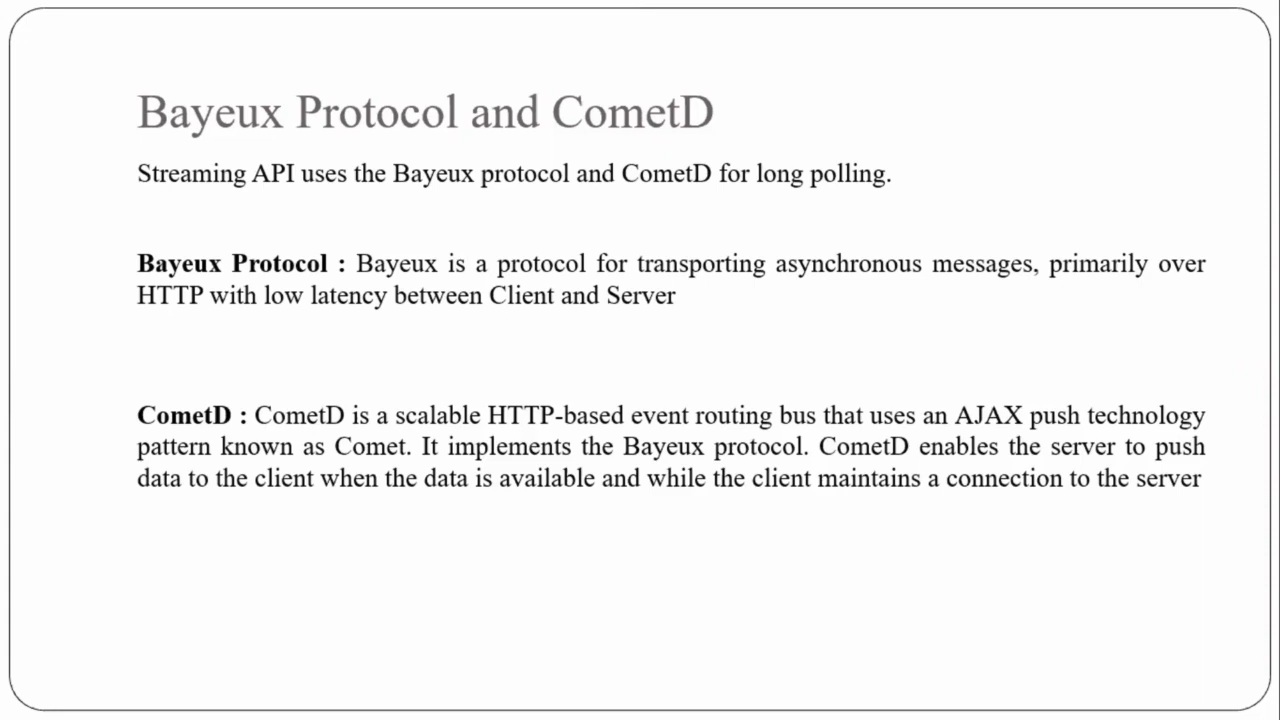 Bayeux Protocol and CometD
Streaming API uses the Bayeux protocol and CometD for long polling.
Bayeux Protocol : Bayeux is a protocol for transporting asynchronous messages, primarily over
HTTP with low latency between Client and Server
CometD : CometD is a scalable HTTP-based event routing bus that uses an AJAX push technology
pattern known as Comet. It implements the Bayeux protocol. CometD enables the server to push
data to the client when the data is available and while the client maintains a connection to the server